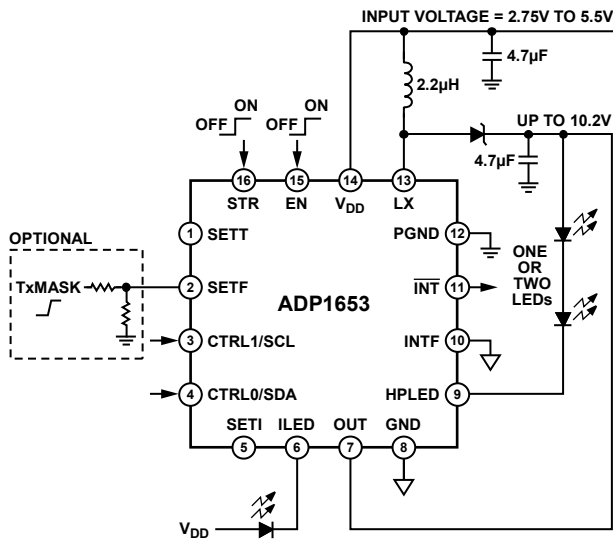 INPUT VOLTAGE = 2.75V TO 5.5V
4.7µF
2.2µH
ON
OFF
ON
OFF
UP TO 10.2V
4.7µF
16
15
14
13
STR
EN
VDD
LX
OPTIONAL
TxMASK
1
SETT
2
SETF
3
CTRL1/SCL
4
CTRL0/SDA
ADP1653
PGND
12
INT
11
INTF
10
HPLED
9
ONE
OR
TWO
LEDs
SETI
ILED
OUT
GND
5
6
7
8
VDD